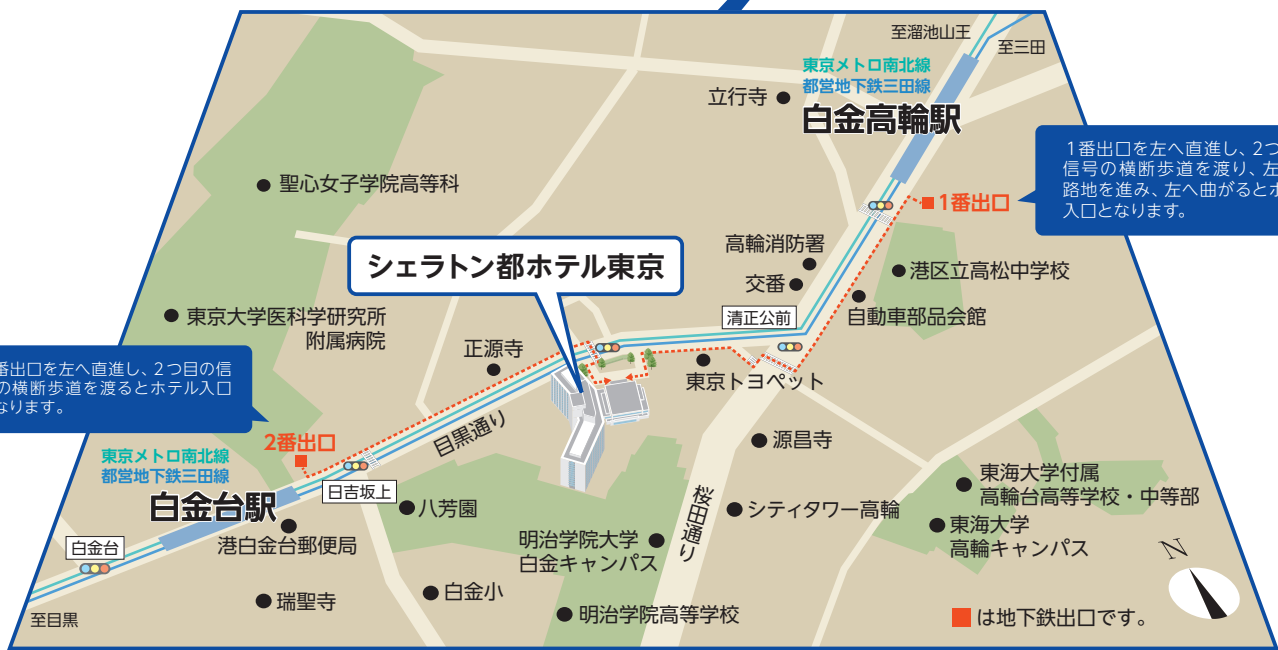 至溜池山王
至三田
東京メトロ南北線
都営地下鉄三田線
白金高輪駅
立行寺
1番出口を左へ直進し、2つ
信号の横断歩道を渡り、左
路地を進み、左へ曲がるとホ
入口となります。
1番出口
聖心女子学院高等科
シェラトン都ホテル東京
高輪消防署
交番
港区立高松中学校
自動車部品会館
清正公前
東京大学医科学研究所
附属病院
正源寺
東京トヨペット
番出口を左へ直進し、2つ目の信
の横断歩道を渡るとホテル入口
なります。
2番出口
目黒通り
東京メトロ南北線
都営地下鉄三田線
白金台駅
日吉坂上
八芳園
港白金台郵便局
白金台
源昌寺
桜田通り
シティタワー高輪
東海大学付属
高輪台高等学校・中等部
東海大学
高輪キャンパス
明治学院大学
白金キャンパス
N
瑞聖寺
白金小
明治学院高等学校
至目黒
は地下鉄出口です。